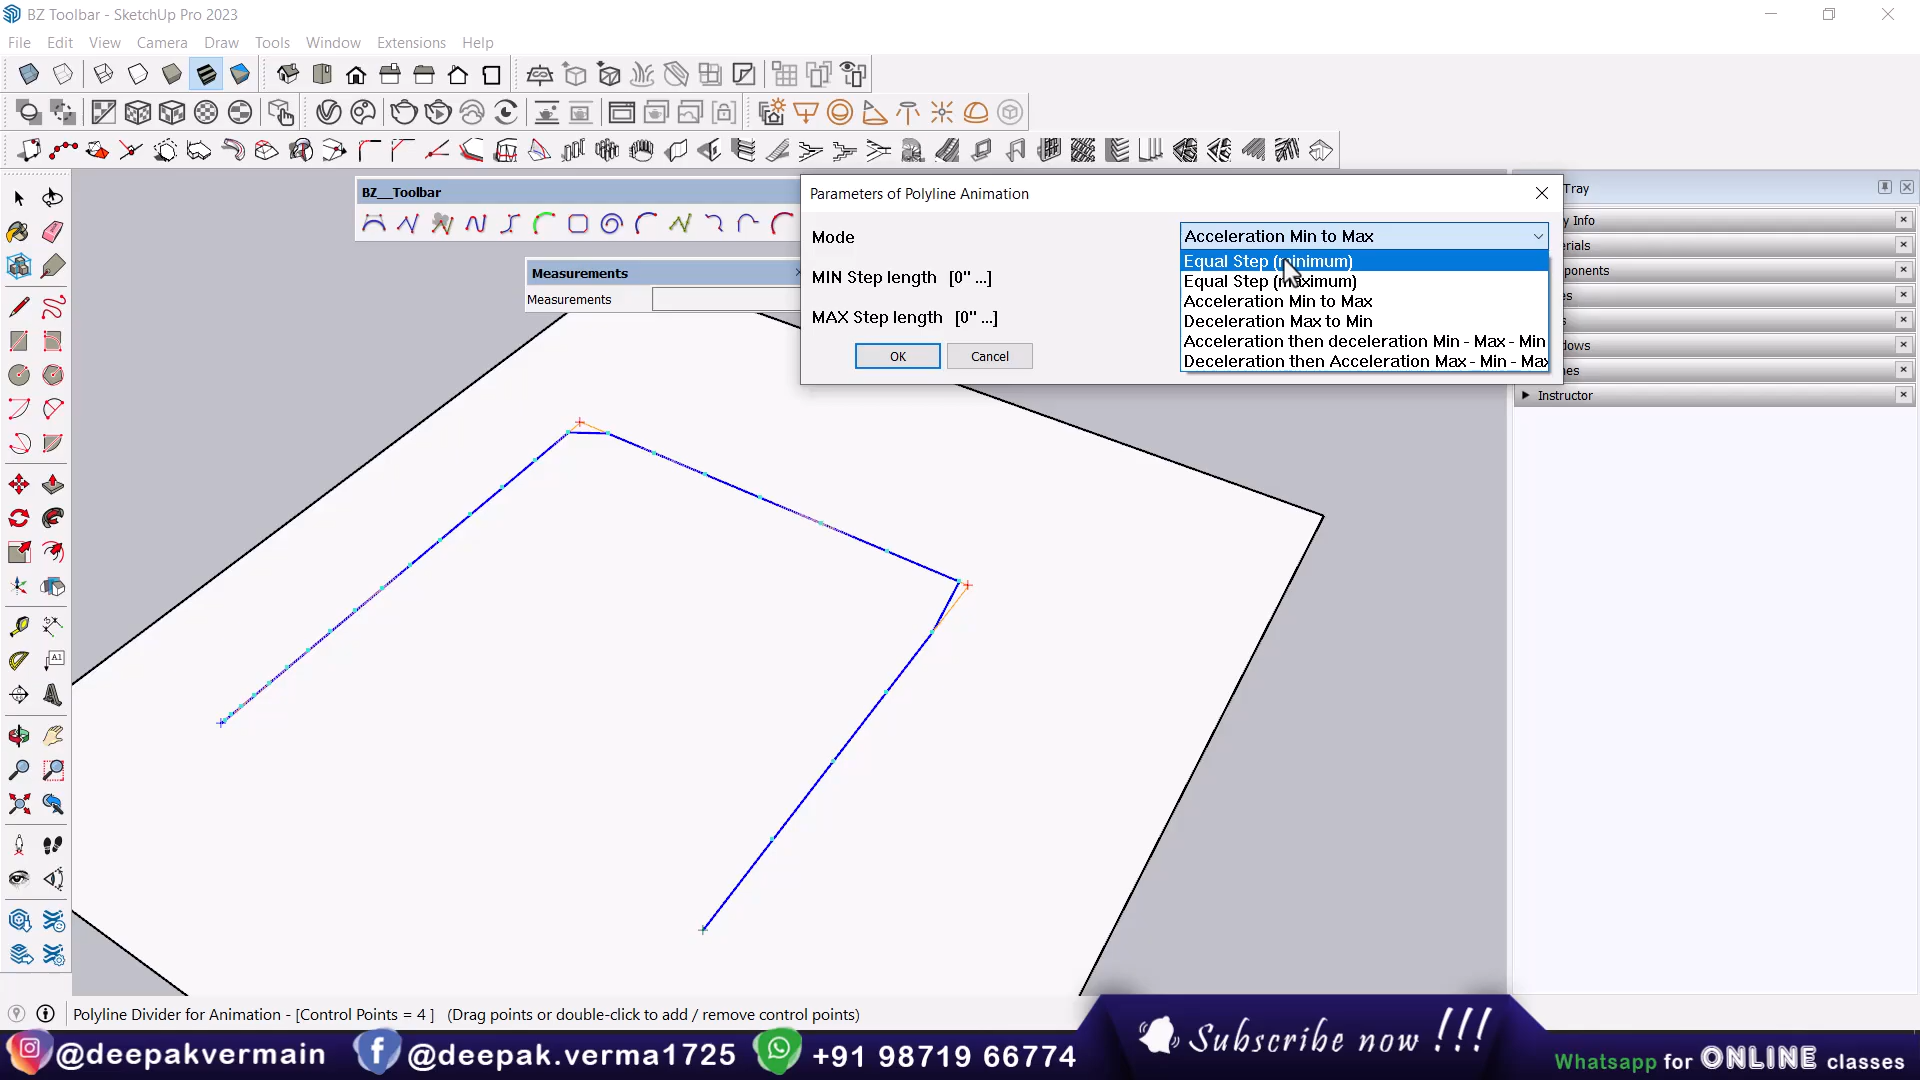 BZ Toolbar - SketchUp Pro 2023
File Edit View Camera Draw Tools Window Extensions Help
BZ__Toolbar
Measurements
Measurements
Parameters of Polyline Animation
Mode
Acceleration Min to Max
MIN Step length [0" ...]
MAX Step length [0" ...]
OK Cancel
Equal Step (minimum)
Equal Step (maximum)
Acceleration Min to Max
Deceleration Max to Min
Acceleration then deceleration Min - Max - Min
Deceleration then Acceleration Max - Min - Max
Tray
Info
Instructor
A1
Polyline Divider for Animation - [Control Points = 4 ] (Drag points or double-click to add / remove control points)
@deepakvermain @deepak.verma1725 +91 98719 66774
Subscribe now !!!
Whatsapp for ONLINE classes